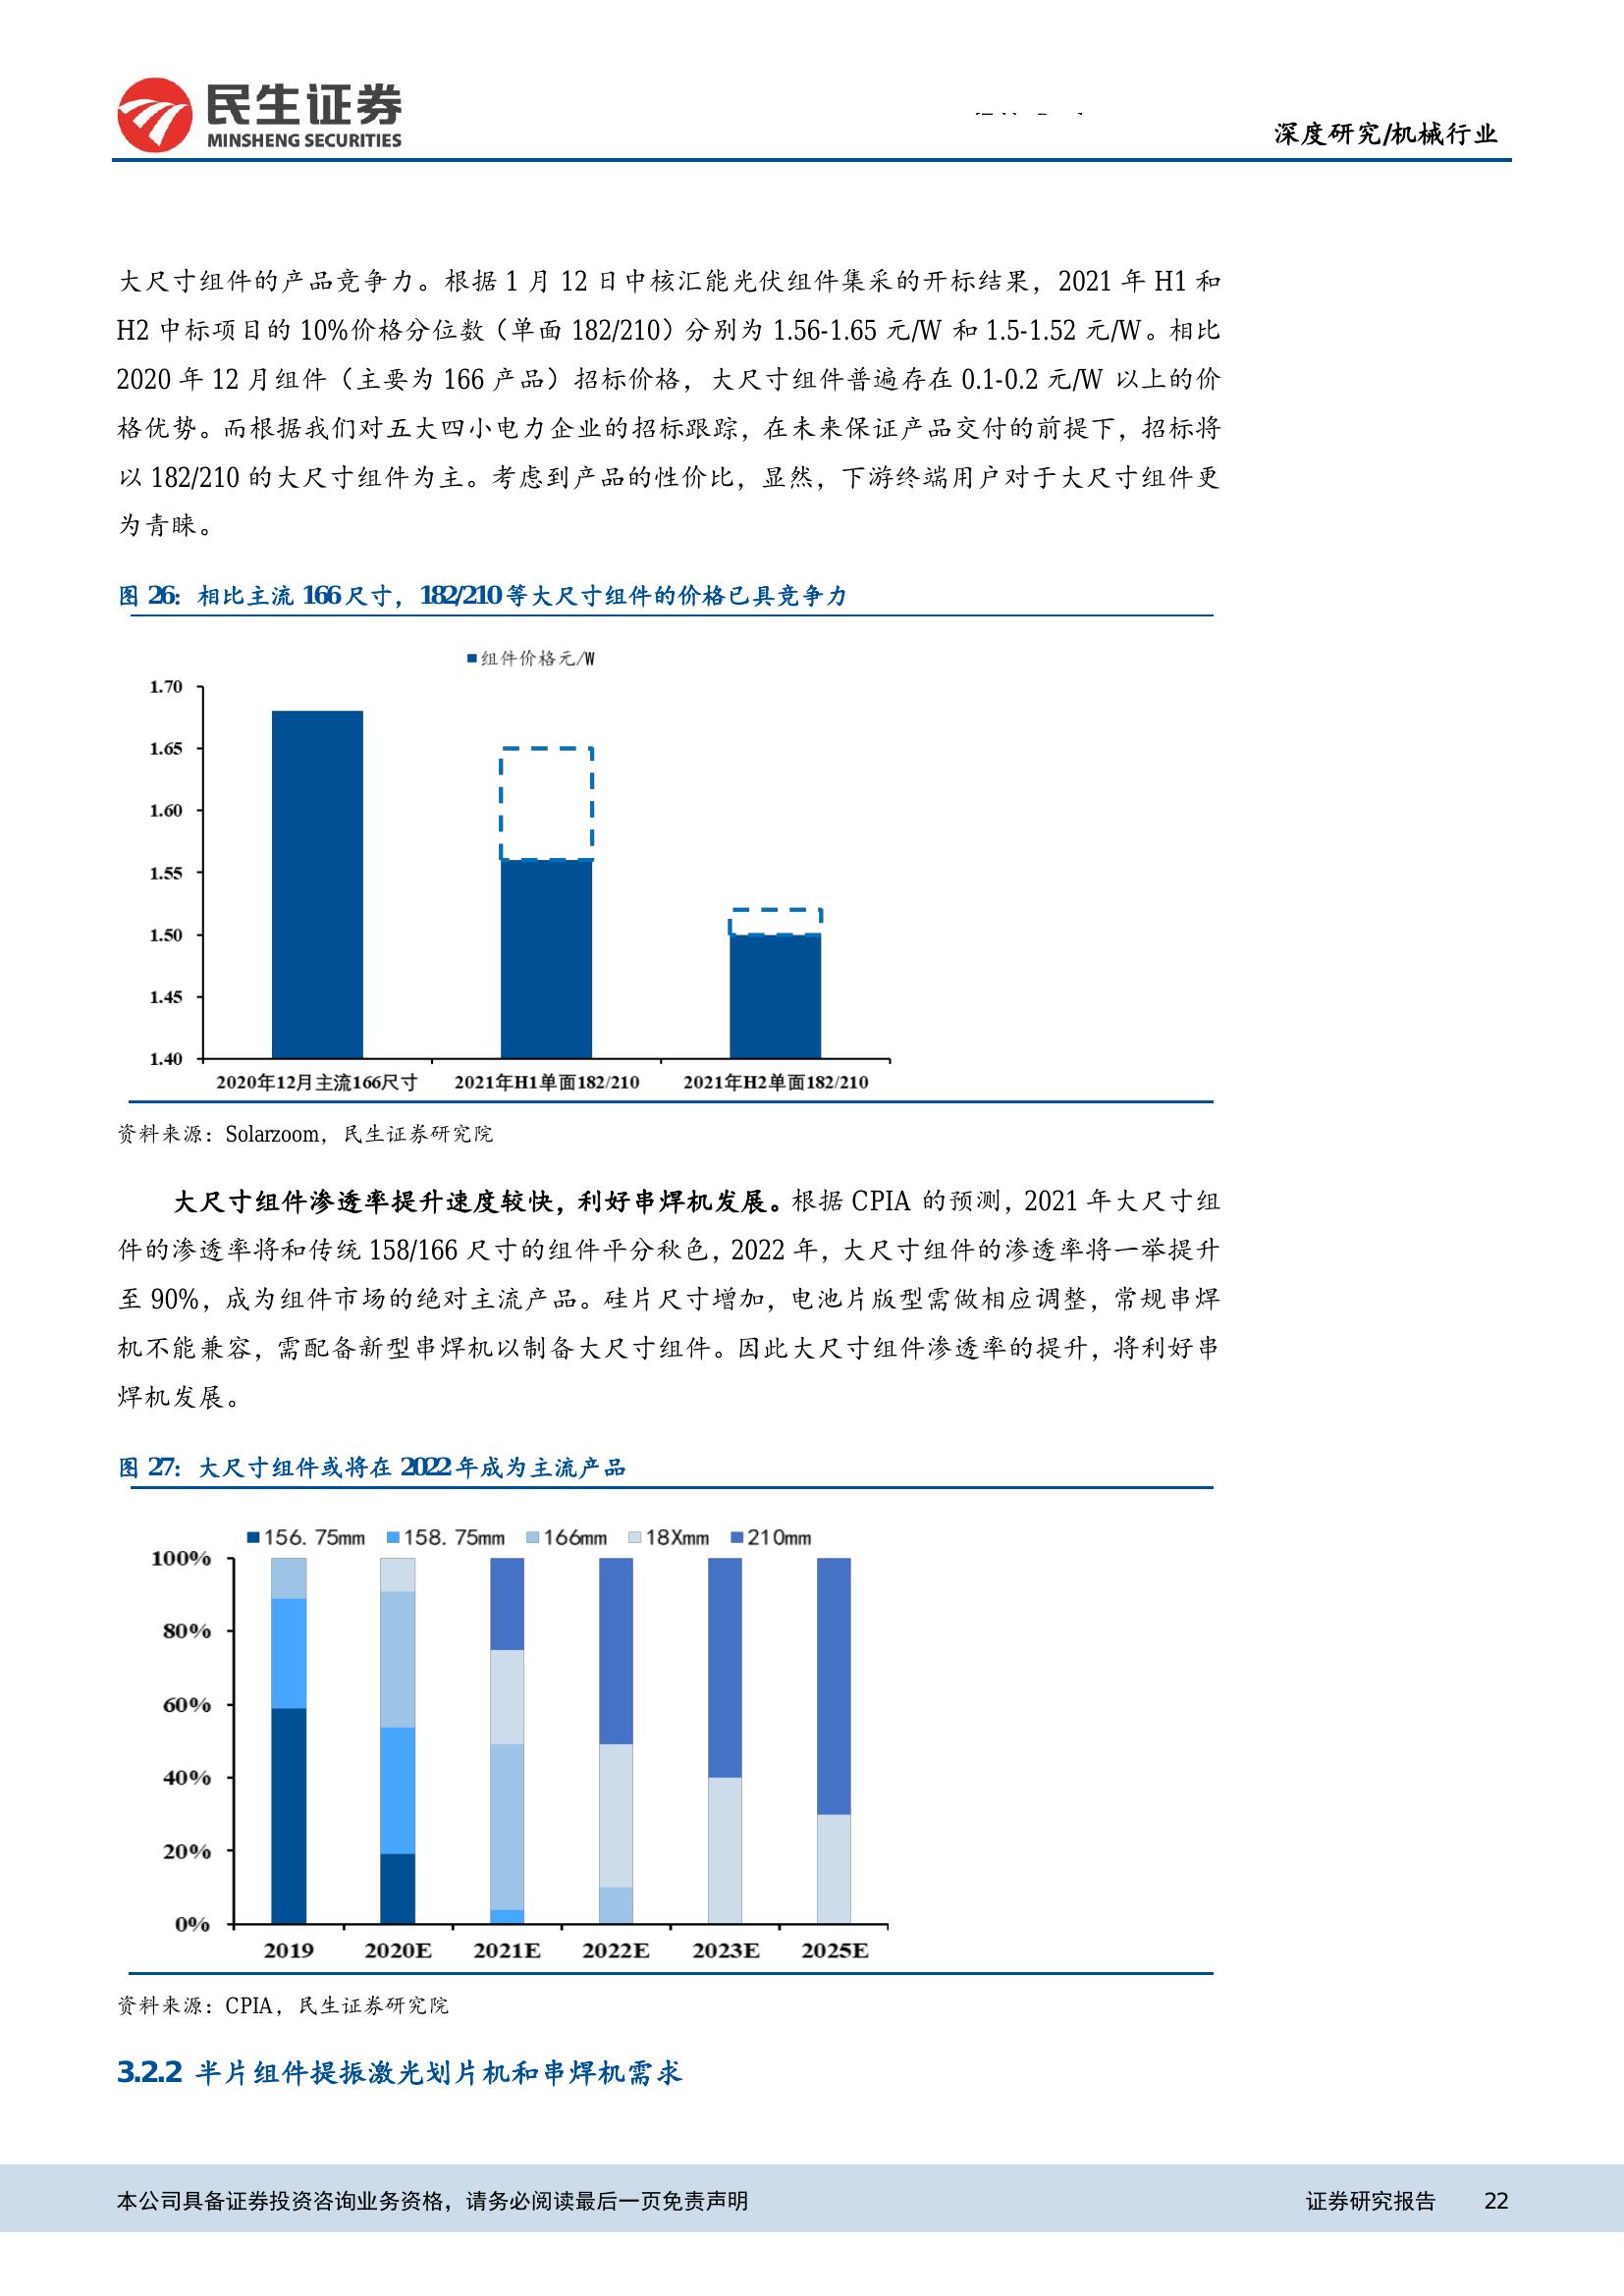 民生证券
MINSHENG SECURITIES
深度研究/机械行业
大尺寸组件的产品竞争力。根据 1 月 12 日中核汇能光伏组件集采的开标结果，2021 年 H1 和
H2 中标项目的 10%价格分位数（单面 182/210）分别为 1.56-1.65 元/W 和 1.5-1.52 元/W。相比
2020 年 12 月组件（主要为 166 产品）招标价格，大尺寸组件普遍存在 0.1-0.2 元/W 以上的价
格优势。而根据我们对五大四小电力企业的招标跟踪，在未来保证产品交付的前提下，招标将
以 182/210 的大尺寸组件为主。考虑到产品的性价比，显然，下游终端用户对于大尺寸组件更
为青睐。
图 26：相比主流 166 尺寸，182/210 等大尺寸组件的价格已具竞争力
组件价格元/W
1.70
1.65
1.60
1.55
1.50
1.45
1.40
2020年12月主流166尺寸 2021年H1单面182/210 2021年H2单面182/210
资料来源：Solarzoom，民生证券研究院
大尺寸组件渗透率提升速度较快，利好串焊机发展。根据 CPIA 的预测，2021 年大尺寸组
件的渗透率将和传统 158/166 尺寸的组件平分秋色，2022 年，大尺寸组件的渗透率将一举提升
至 90%，成为组件市场的绝对主流产品。硅片尺寸增加，电池片版型需做相应调整，常规串焊
机不能兼容，需配备新型串焊机以制备大尺寸组件。因此大尺寸组件渗透率的提升，将利好串
焊机发展。
图 27：大尺寸组件或将在 2022 年成为主流产品
156.75mm 158.75mm 166mm 18Xmm 210mm
100%
80%
60%
40%
20%
0%
2019 2020E 2021E 2022E 2023E 2025E
资料来源：CPIA，民生证券研究院
3.2.2 半片组件提振激光划片机和串焊机需求
本公司具备证券投资咨询业务资格，请务必阅读最后一页免责声明 证券研究报告 22